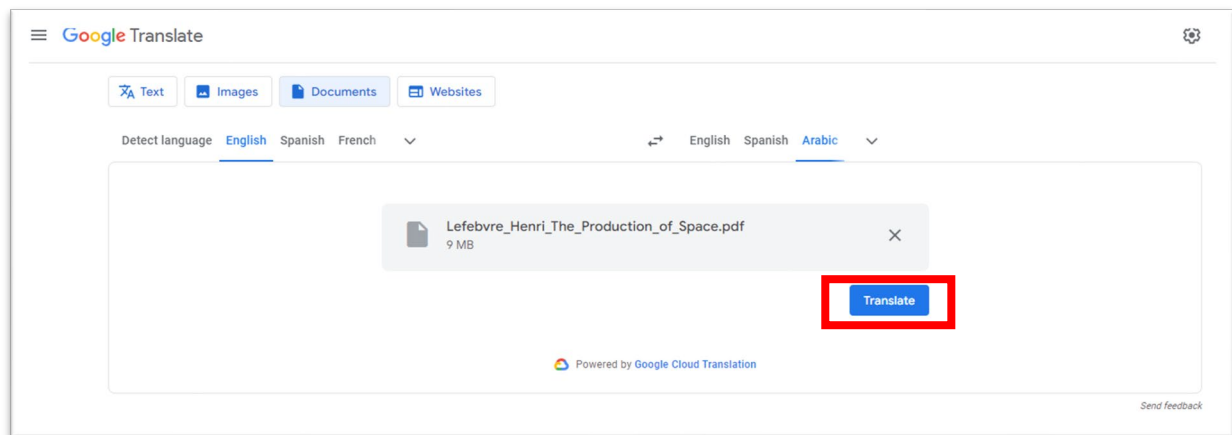 Google Translate
Text Images Documents Websites
Detect language English Spanish French English Spanish Arabic
Lefebvre_Henri_The_Production_of_Space.pdf
9 MB
Translate
Powered by Google Cloud Translation
Send feedback